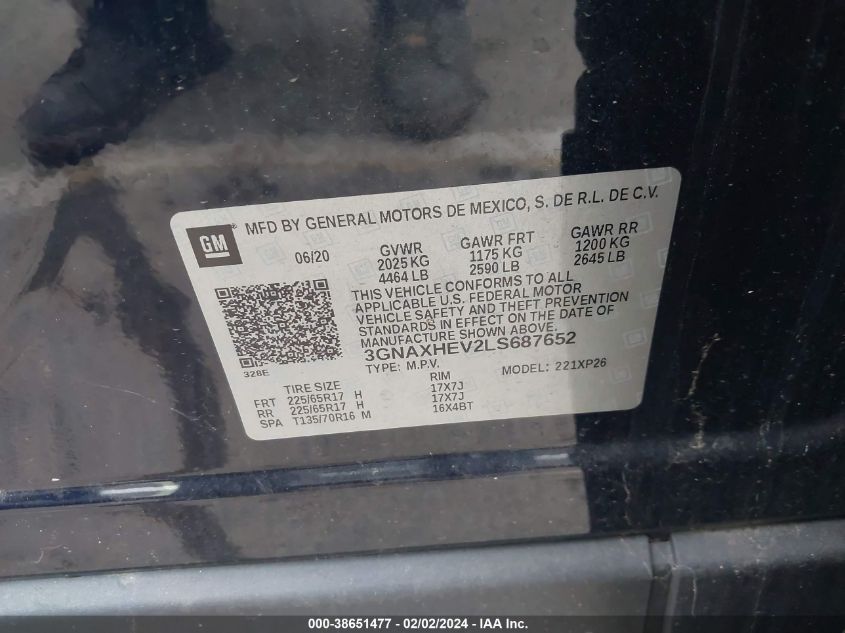 GM
MFD BY GENERAL MOTORS DE MEXICO, S. DE R.L. DE C.V.
06/20 GVWR GAWR FRT GAWR RR
2025 KG 1175 KG 1200 KG
4464 LB 2590 LB 2645 LB
THIS VEHICLE CONFORMS TO ALL
APPLICABLE U.S. FEDERAL MOTOR
VEHICLE SAFETY AND THEFT PREVENTION
STANDARDS IN EFFECT ON THE DATE OF
MANUFACTURE SHOWN ABOVE.
3GNAXHEV2LS687652
328E
TYPE: M.P.V. MODEL: 221XP26
TIRE SIZE RIM
FRT 225/65R17 H 17X7J
RR 225/65R17 H 17X7J
SPA T135/70R16 M 16X4BT
000-38651477 - 02/02/2024 - IAA Inc.